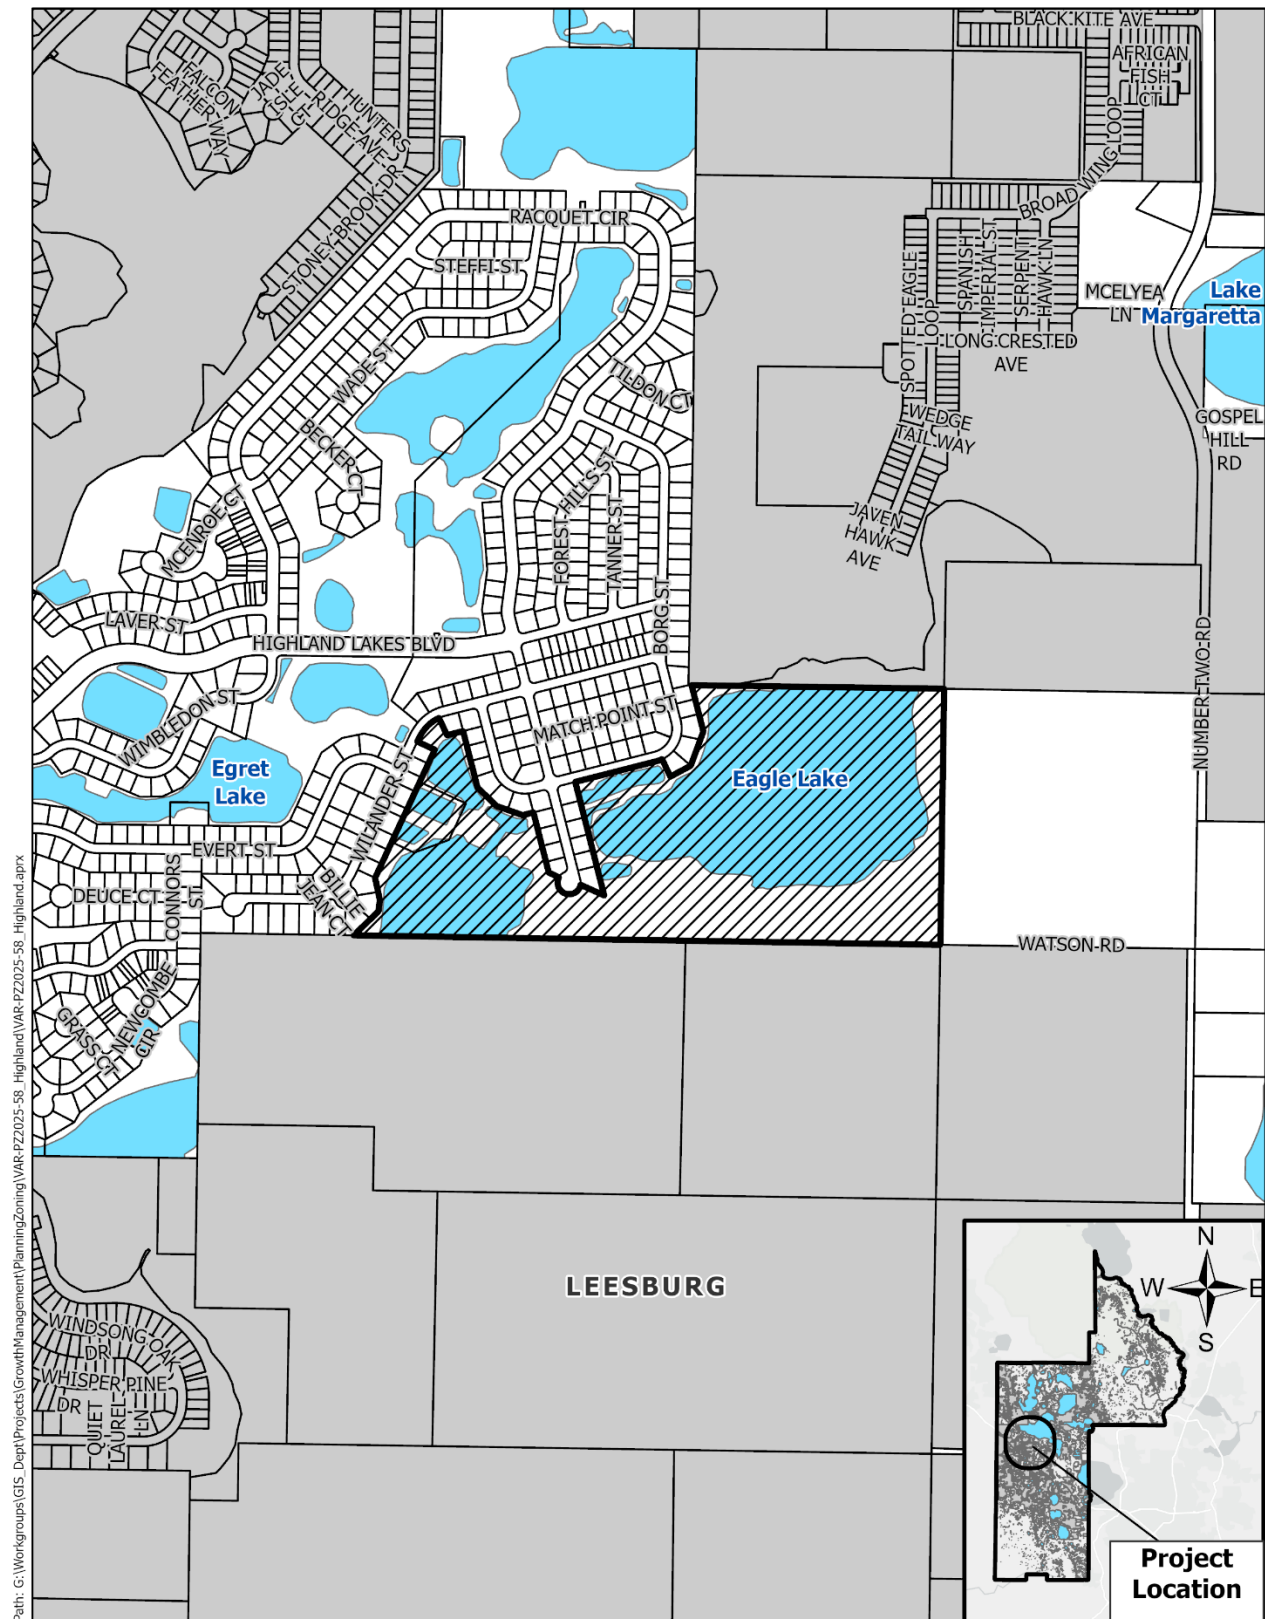 BLACK KITE AVE
AFRICAN
FISH
CT
FALCON
FEATHER WAY
JADE
ISLE CT
HUNTERS
RIDGE AVE
STONEY BROOK DR
BROAD WING LOOP
RACQUET CIR
STEFFI ST
SPOTTED EAGLE
LOOP
SPANISH
IMPERIAL ST
SERPENT
HAWK LN
MCELYEA
LN
Lake
Margaretta
LONG CRESTED
AVE
WADE ST
TILDON CT
WEDGE
TAIL WAY
GOSPEL
HILL
RD
BECKER CT
FOREST HILLS ST
TANNER ST
MCENROE CT
JAVEN
HAWK
AVE
LAVER ST
HIGHLAND LAKES BLVD
BORG ST
NUMBER TWO RD
WIMBLEDON ST
MATCH POINT ST
Egret
Lake
Eagle Lake
WILANDER ST
EVERT ST
BILLIE
JEAN CT
DEUCE CT
CONNORS
ST
WATSON RD
NEWCOMBE
CIR
GRASS CT
LEESBURG
WINDSONG OAK
DR
WHISPER PINE
DR
QUIET
LAUREL
LN
N
W
E
S
Project
Location
Path: G:\Workgroups\GIS_Dept\Projects\GrowthManagement\PlanningZoning\VAR-PZ2025-58_Highland\VAR-PZ2025-58_Highland.aprx